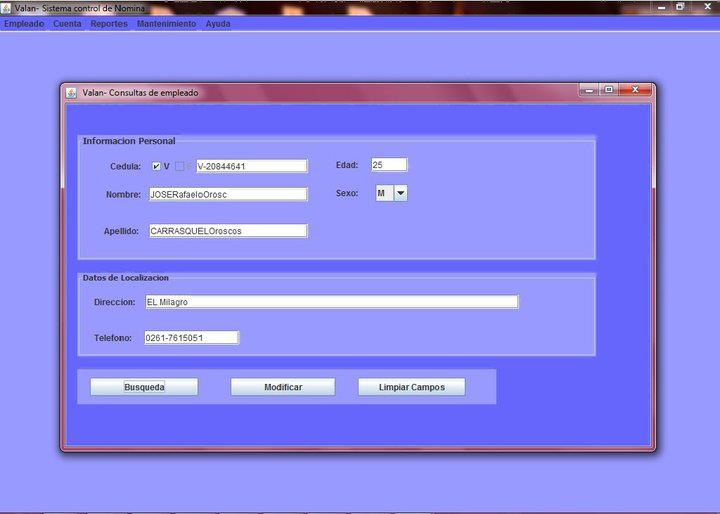 Valan- Sistema control de Nomina
Empleado Cuenta Reportes Mantenimiento Ayuda
Valan- Consultas de empleado
Informacion Personal
Cedula: V V-20844641 Edad: 25
Nombre: JOSERafaeloOrosc Sexo: M
Apellido: CARRASQUELOroscos
Datos de Localizacion
Direccion: EL Milagro
Telefono: 0261-7615051
Busqueda Modificar Limpiar Campos